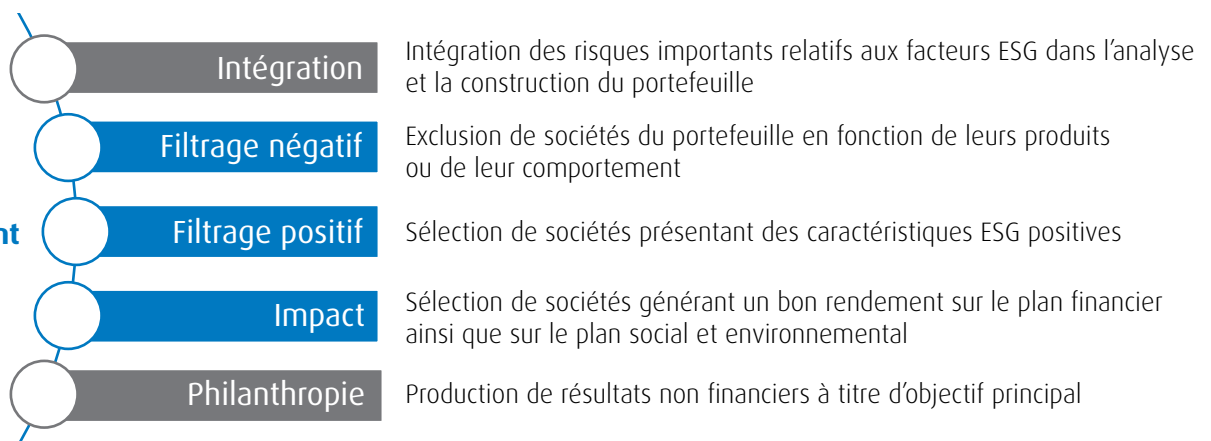 Intégration
Intégration des risques importants relatifs aux facteurs ESG dans l’analyse
et la construction du portefeuille
Filtrage négatif
Exclusion de sociétés du portefeuille en fonction de leurs produits
ou de leur comportement
nt
Filtrage positif
Sélection de sociétés présentant des caractéristiques ESG positives
Impact
Sélection de sociétés générant un bon rendement sur le plan financier
ainsi que sur le plan social et environnemental
Philanthropie
Production de résultats non financiers à titre d’objectif principal